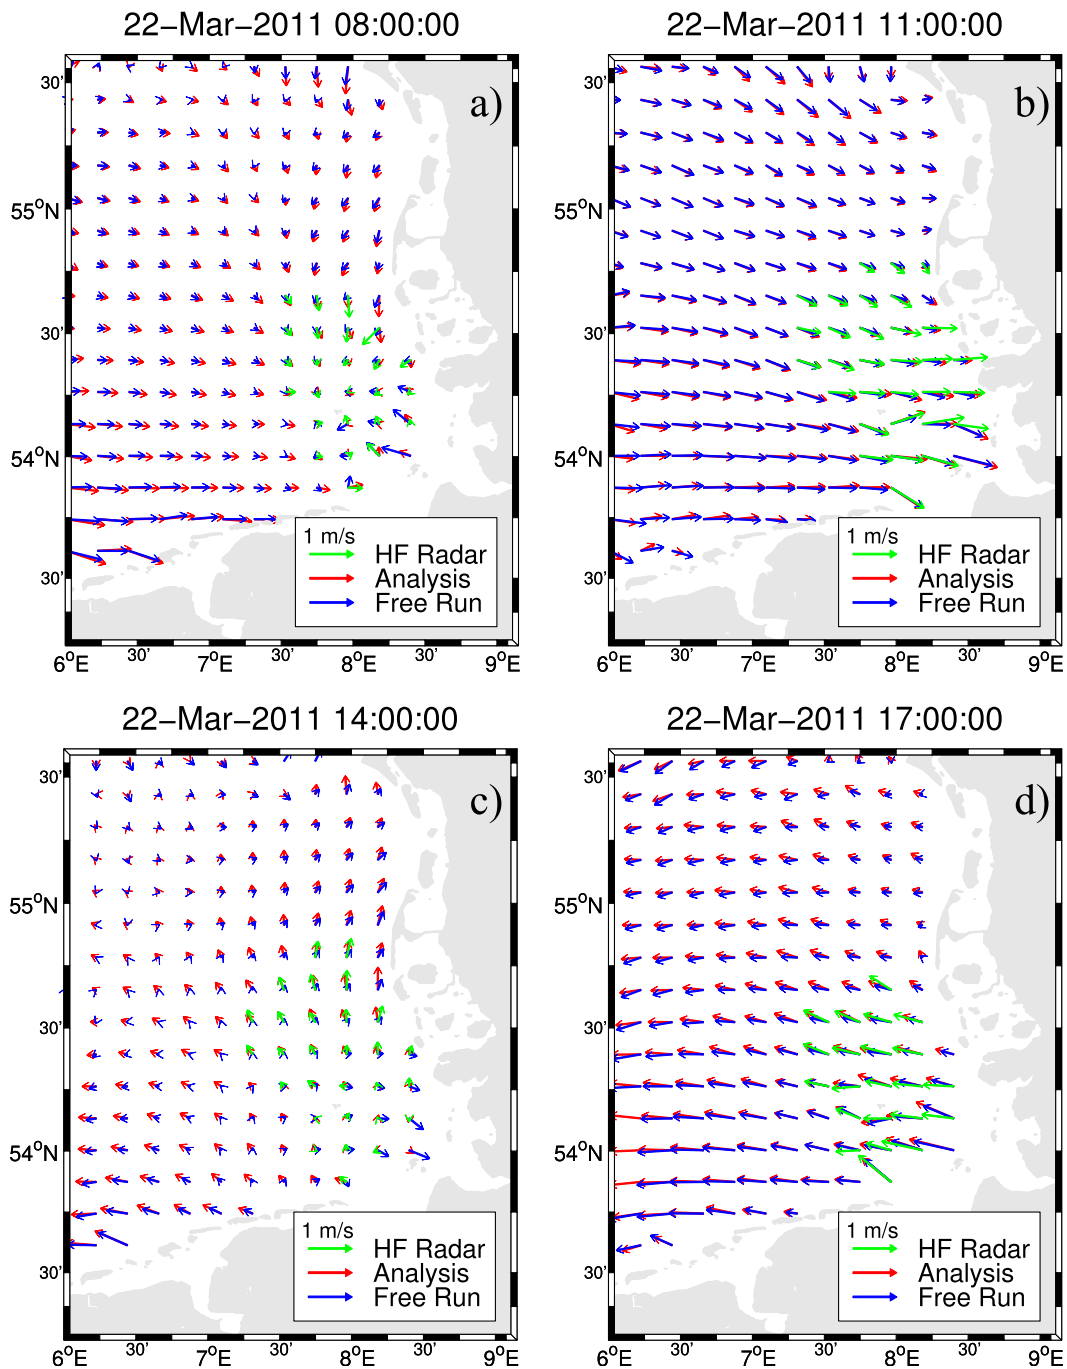 22-Mar-2011 08:00:00
a)
30'
55°N
30'
54°N
30'
1 m/s
HF Radar
Analysis
Free Run
6°E 30' 7°E 30' 8°E 30' 9°E
22-Mar-2011 11:00:00
b)
30'
55°N
30'
54°N
30'
1 m/s
HF Radar
Analysis
Free Run
6°E 30' 7°E 30' 8°E 30' 9°E
22-Mar-2011 14:00:00
c)
30'
55°N
30'
54°N
30'
1 m/s
HF Radar
Analysis
Free Run
6°E 30' 7°E 30' 8°E 30' 9°E
22-Mar-2011 17:00:00
d)
30'
55°N
30'
54°N
30'
1 m/s
HF Radar
Analysis
Free Run
6°E 30' 7°E 30' 8°E 30' 9°E